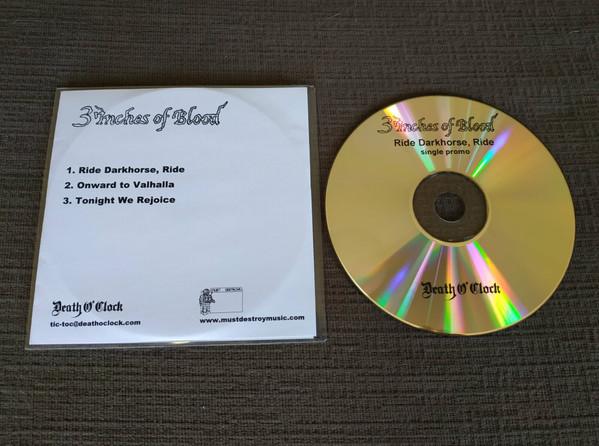 3 Inches of Blood
1. Ride Darkhorse, Ride
2. Onward to Valhalla
3. Tonight We Rejoice
Death O'Clock
tic-toc@deathoclock.com
www.mustdestroymusic.com
3 Inches of Blood
Ride Darkhorse, Ride
single promo
Death O'Clock